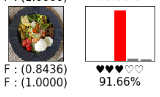 F : (0.8436)
F : (1.0000)
♥♥♥♡♡
91.66%